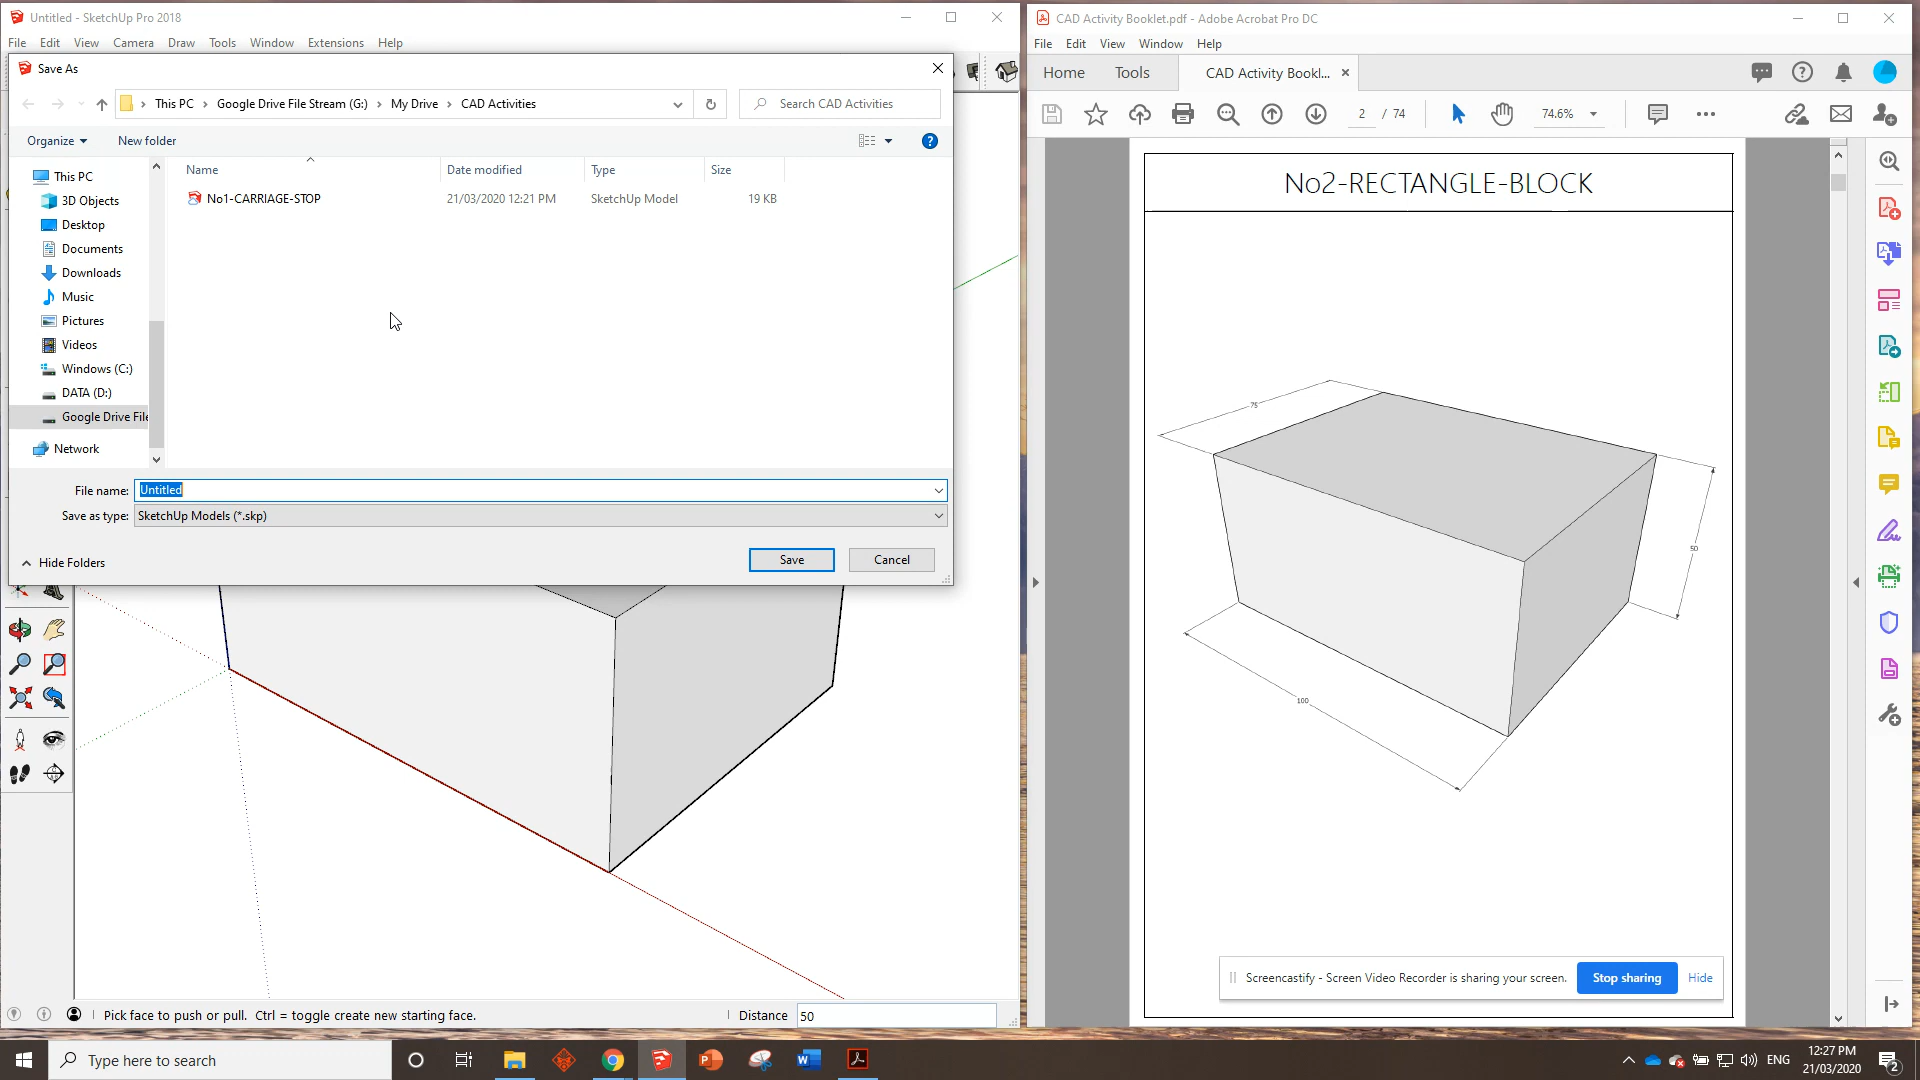 Untitled - SketchUp Pro 2018
File Edit View Camera Draw Tools Window Extensions Help
Save As
This PC > Google Drive File Stream (G:) > My Drive > CAD Activities
Search CAD Activities
Organize New folder
Name Date modified Type Size
No1-CARRIAGE-STOP 21/03/2020 12:21 PM SketchUp Model 19 KB
This PC
3D Objects
Desktop
Documents
Downloads
Music
Pictures
Videos
Windows (C:)
DATA (D:)
Google Drive File
Network
File name: Untitled
Save as type: SketchUp Models (*.skp)
Hide Folders
Save Cancel
Pick face to push or pull. Ctrl = toggle create new starting face.
Distance 50
CAD Activity Booklet.pdf - Adobe Acrobat Pro DC
File Edit View Window Help
Home Tools CAD Activity Bookl... ×
2 / 74 74.6%
No2-RECTANGLE-BLOCK
75
50
100
Screencastify - Screen Video Recorder is sharing your screen. Stop sharing Hide
Type here to search
ENG
12:27 PM
21/03/2020
2